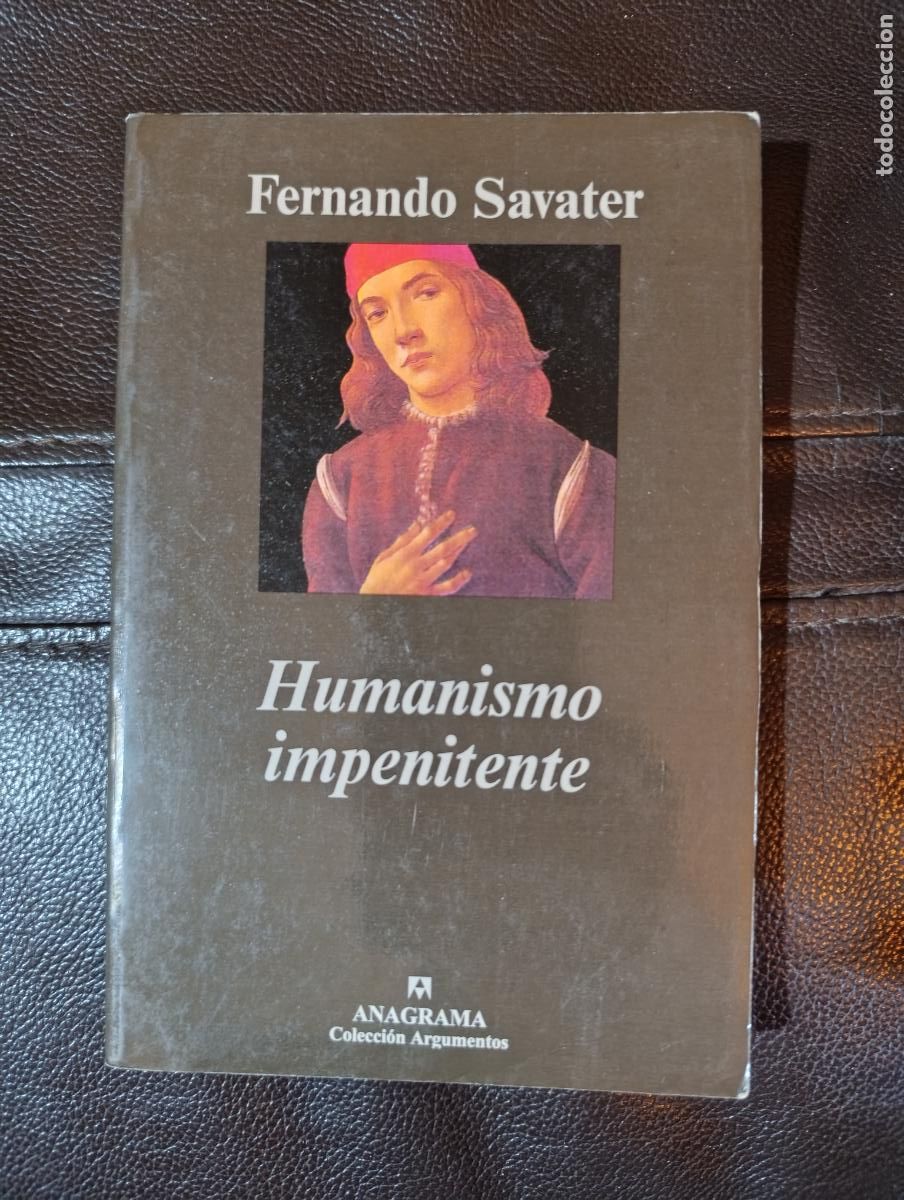 todocoleccion
Fernando Savater
Humanismo
impenitente
ANAGRAMA
Colección Argumentos